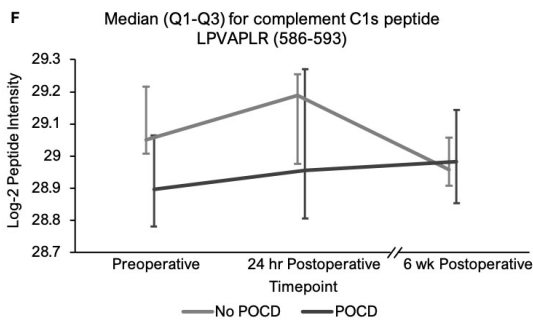 F
Median (Q1-Q3) for complement C1s peptide
LPVAPLR (586-593)
Log-2 Peptide Intensity
29.3
29.2
29.1
29
28.9
28.8
28.7
Preoperative
24 hr Postoperative
6 wk Postoperative
Timepoint
No POCD
POCD